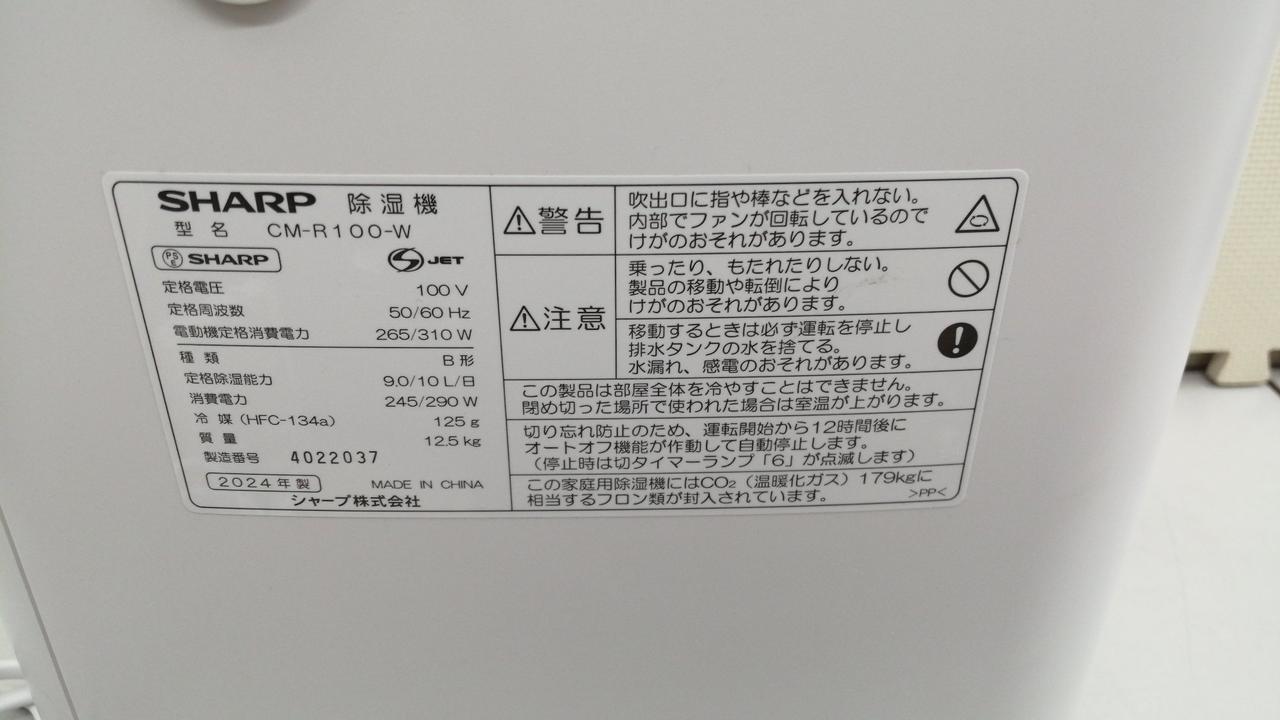 SHARP 除湿機
型名 CM-R100-W
PSE SHARP
S JET
定格電圧 100 V
定格周波数 50/60 Hz
電動機定格消費電力 265/310 W
種類 B 形
定格除湿能力 9.0/10 L/日
消費電力 245/290 W
冷媒(HFC-134a) 125 g
質量 12.5 kg
製造番号 4022037
2024年製 MADE IN CHINA
シャープ株式会社
警告
吹出口に指や棒などを入れない。
内部でファンが回転しているので
けがのおそれがあります。
注意
乗ったり、もたれたりしない。
製品の移動や転倒により
けがのおそれがあります。
移動するときは必ず運転を停止し
排水タンクの水を捨てる。
水漏れ、感電のおそれがあります。
この製品は部屋全体を冷やすことはできません。
閉め切った場所で使われた場合は室温が上がります。
切り忘れ防止のため、運転開始から12時間後に
オートオフ機能が作動して自動停止します。
(停止時は切タイマーランプ「6」が点滅します)
この家庭用除湿機にはCO₂(温暖化ガス)179kgに
相当するフロン類が封入されています。
>PP<